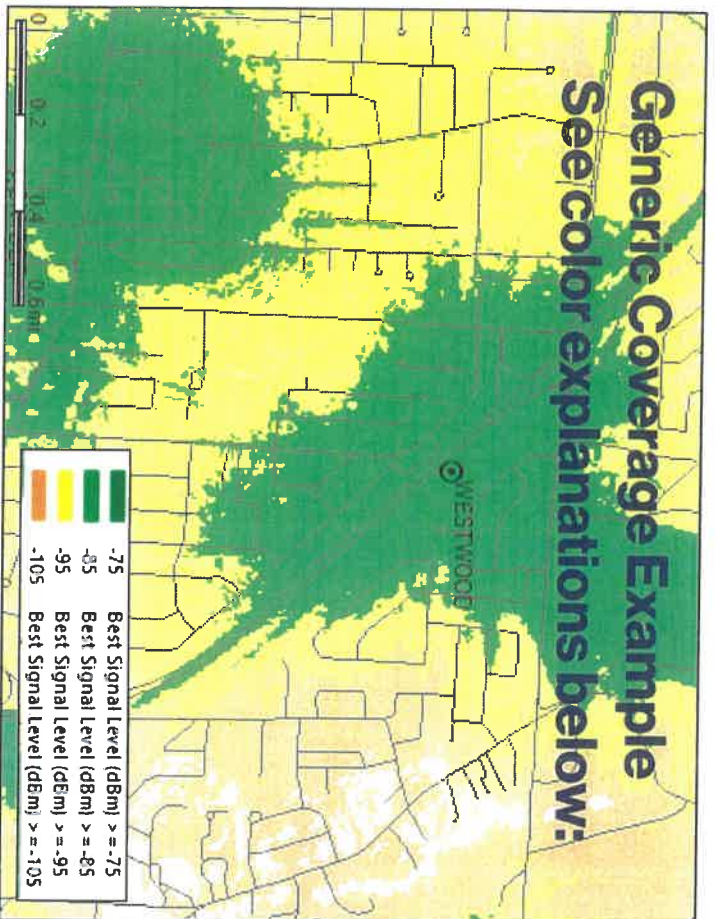 Generic Coverage Example
See color explanations below:
WESTWOOD
0 0.2 0.4 0.6mi
-75 Best Signal Level (dBm) >=-75
-85 Best Signal Level (dBm) >=-85
-95 Best Signal Level (dBm) >=-95
-105 Best Signal Level (dBm) >=-105